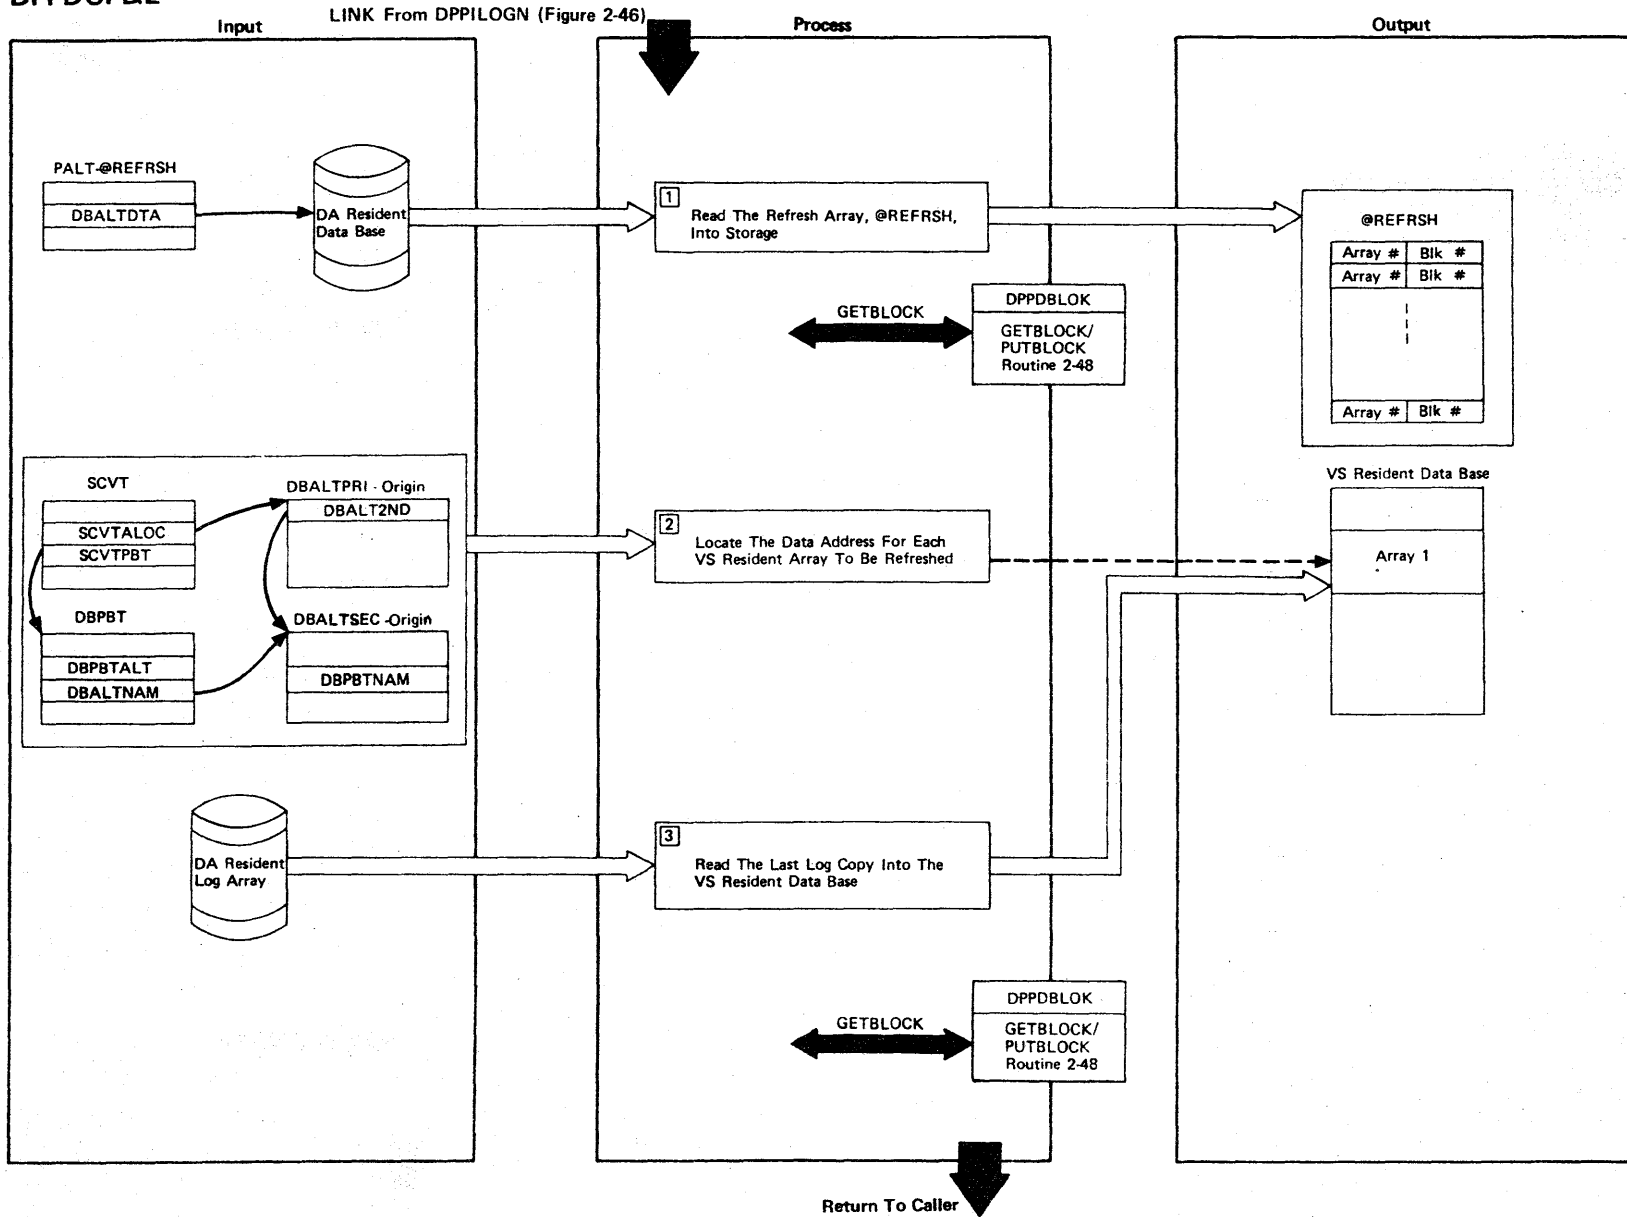 LINK From DPPILOGN (Figure 2-46)
Input
Process
Output
PALT-@REFRSH
DBALTDTA
DA Resident
Data Base
1
Read The Refresh Array, @REFRSH,
Into Storage
@REFRSH
Array # Blk #
Array # Blk #
Array # Blk #
GETBLOCK
DPPDBLOK
GETBLOCK/
PUTBLOCK
Routine 2-48
SCVT
SCVTALOC
SCVTPBT
DBALTPRI - Origin
DBALT2ND
DBPBT
DBPBTALT
DBALTNAM
DBALTSEC -Origin
DBPBTNAM
2
Locate The Data Address For Each
VS Resident Array To Be Refreshed
VS Resident Data Base
Array 1
DA Resident
Log Array
3
Read The Last Log Copy Into The
VS Resident Data Base
GETBLOCK
DPPDBLOK
GETBLOCK/
PUTBLOCK
Routine 2-48
Return To Caller